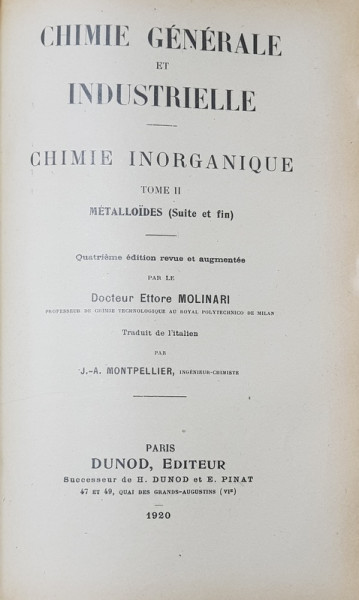 CHIMIE GÉNÉRALE
ET
INDUSTRIELLE
CHIMIE INORGANIQUE
TOME II
MÉTALLOÏDES (Suite et fin)
Quatrième édition revue et augmentée
PAR LE
Docteur Ettore MOLINARI
PROFESSEUR DE CHIMIE TECHNOLOGIQUE AU ROYAL POLYTECHNICO DE MILAN
Traduit de l'italien
PAR
J.-A. MONTPELLIER, INGÉNIEUR-CHIMISTE
PARIS
DUNOD, EDITEUR
Successeur de H. DUNOD et E. PINAT
47 ET 49, QUAI DES GRANDS-AUGUSTINS (VIe)
1920